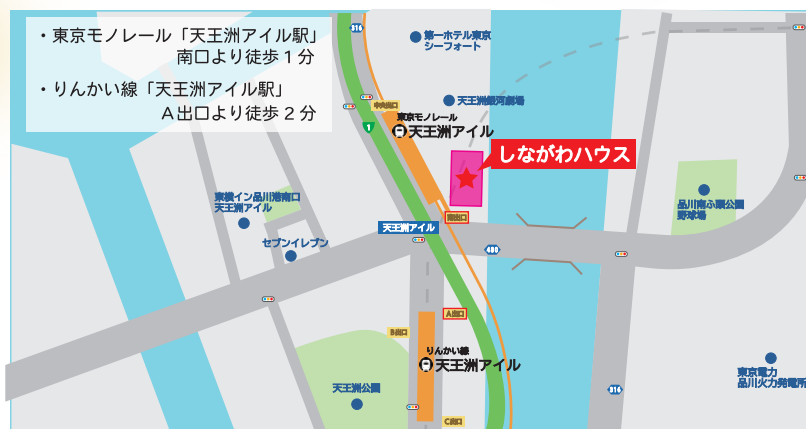 ・東京モノレール「天王洲アイル駅」
南口より徒歩１分
・りんかい線「天王洲アイル駅」
Ａ出口より徒歩２分
316
第一ホテル東京
シーフォート
天王洲銀河劇場
中央出口
東京モノレール
天王洲アイル
1
しながわハウス
東横イン品川港南口
天王洲アイル
セブンイレブン
天王洲アイル
南出口
480
品川南ふ頭公園
野球場
A出口
B出口
りんかい線
天王洲アイル
天王洲公園
C出口
316
東京電力
品川火力発電所